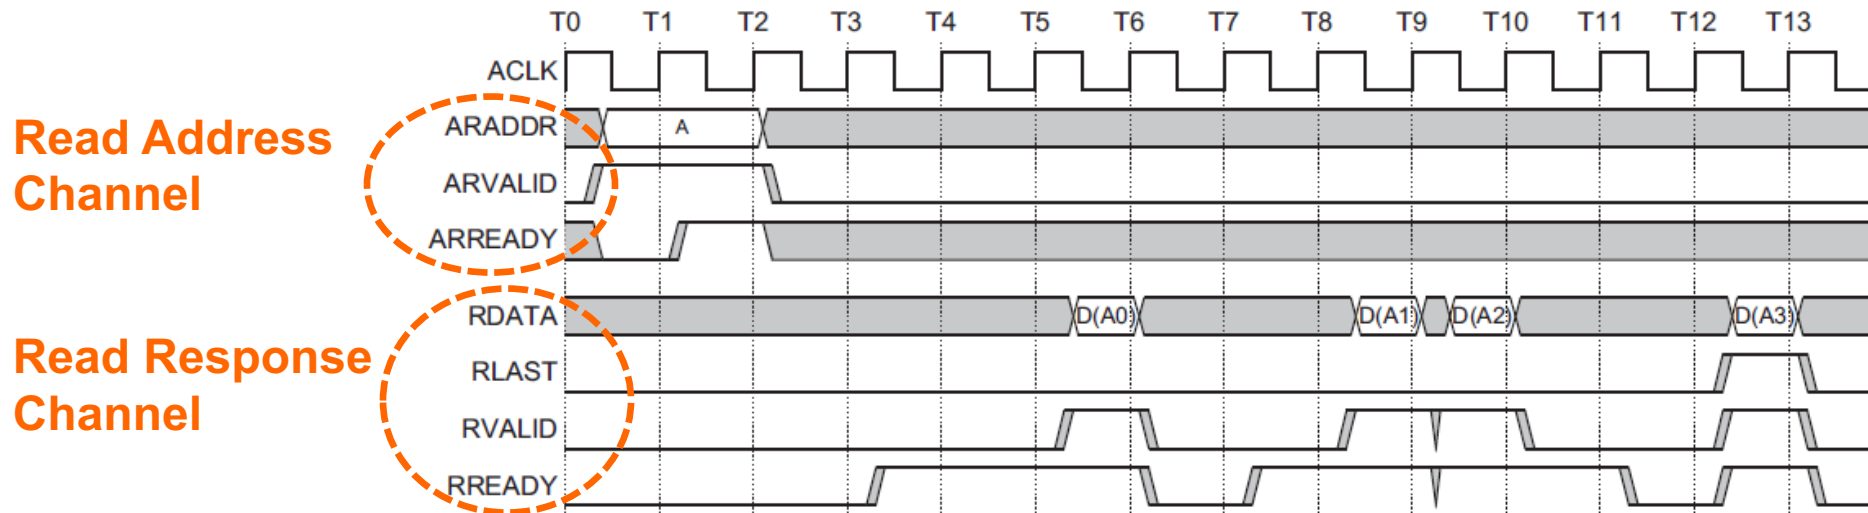 T0 T1 T2 T3 T4 T5 T6 T7 T8 T9 T10 T11 T12 T13
ACLK
Read Address
Channel
ARADDR A
ARVALID
ARREADY
Read Response
Channel
RDATA D(A0) D(A1) D(A2) D(A3)
RLAST
RVALID
RREADY